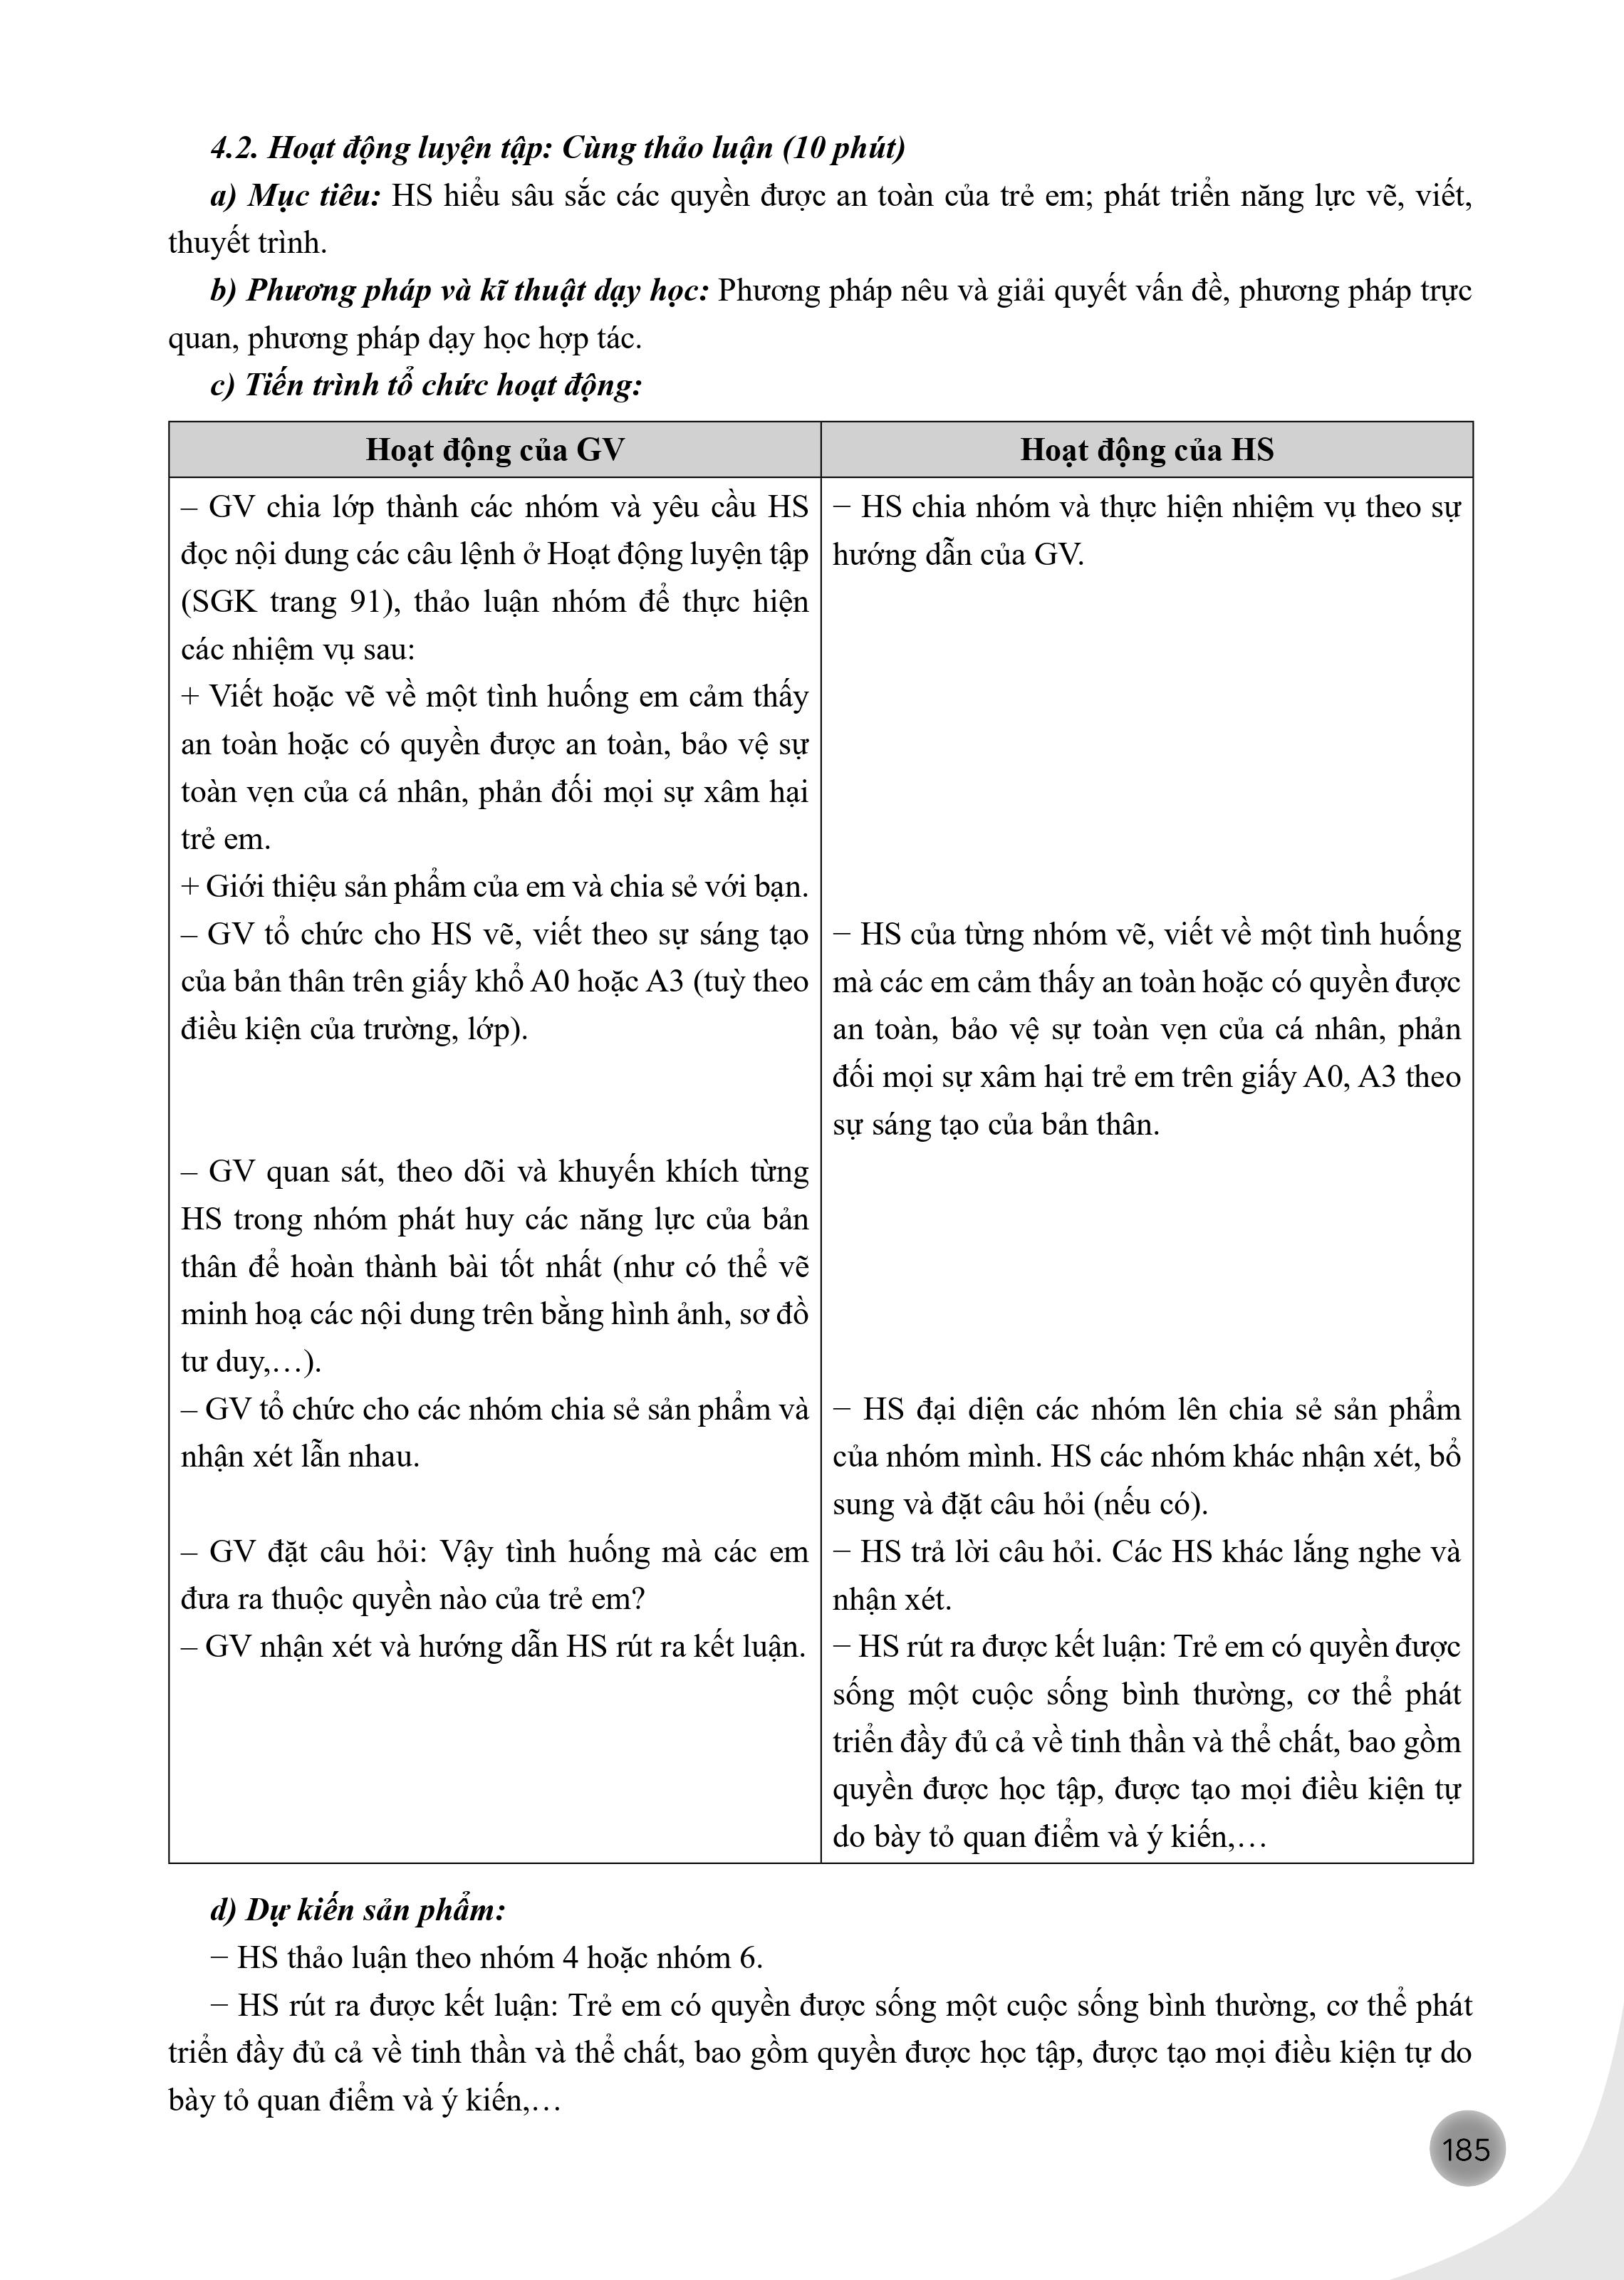 4.2. Hoạt động luyện tập: Cùng thảo luận (10 phút)
a) Mục tiêu: HS hiểu sâu sắc các quyền được an toàn của trẻ em; phát triển năng lực vẽ, viết,
thuyết trình.
b) Phương pháp và kĩ thuật dạy học: Phương pháp nêu và giải quyết vấn đề, phương pháp trực
quan, phương pháp dạy học hợp tác.
c) Tiến trình tổ chức hoạt động:
Hoạt động của GV
– GV chia lớp thành các nhóm và yêu cầu HS
đọc nội dung các câu lệnh ở Hoạt động luyện tập
(SGK trang 91), thảo luận nhóm để thực hiện
các nhiệm vụ sau:
+ Viết hoặc vẽ về một tình huống em cảm thấy
an toàn hoặc có quyền được an toàn, bảo vệ sự
toàn vẹn của cá nhân, phản đối mọi sự xâm hại
trẻ em.
+ Giới thiệu sản phẩm của em và chia sẻ với bạn.
– GV tổ chức cho HS vẽ, viết theo sự sáng tạo
của bản thân trên giấy khổ A0 hoặc A3 (tuỳ theo
điều kiện của trường, lớp).
– GV quan sát, theo dõi và khuyến khích từng
HS trong nhóm phát huy các năng lực của bản
thân để hoàn thành bài tốt nhất (như có thể vẽ
minh hoạ các nội dung trên bằng hình ảnh, sơ đồ
tư duy,…).
– GV tổ chức cho các nhóm chia sẻ sản phẩm và
nhận xét lẫn nhau.
– GV đặt câu hỏi: Vậy tình huống mà các em
đưa ra thuộc quyền nào của trẻ em?
– GV nhận xét và hướng dẫn HS rút ra kết luận.
Hoạt động của HS
− HS chia nhóm và thực hiện nhiệm vụ theo sự
hướng dẫn của GV.
− HS của từng nhóm vẽ, viết về một tình huống
mà các em cảm thấy an toàn hoặc có quyền được
an toàn, bảo vệ sự toàn vẹn của cá nhân, phản
đối mọi sự xâm hại trẻ em trên giấy A0, A3 theo
sự sáng tạo của bản thân.
− HS đại diện các nhóm lên chia sẻ sản phẩm
của nhóm mình. HS các nhóm khác nhận xét, bổ
sung và đặt câu hỏi (nếu có).
− HS trả lời câu hỏi. Các HS khác lắng nghe và
nhận xét.
− HS rút ra được kết luận: Trẻ em có quyền được
sống một cuộc sống bình thường, cơ thể phát
triển đầy đủ cả về tinh thần và thể chất, bao gồm
quyền được học tập, được tạo mọi điều kiện tự
do bày tỏ quan điểm và ý kiến,…
d) Dự kiến sản phẩm:
− HS thảo luận theo nhóm 4 hoặc nhóm 6.
− HS rút ra được kết luận: Trẻ em có quyền được sống một cuộc sống bình thường, cơ thể phát
triển đầy đủ cả về tinh thần và thể chất, bao gồm quyền được học tập, được tạo mọi điều kiện tự do
bày tỏ quan điểm và ý kiến,…
185